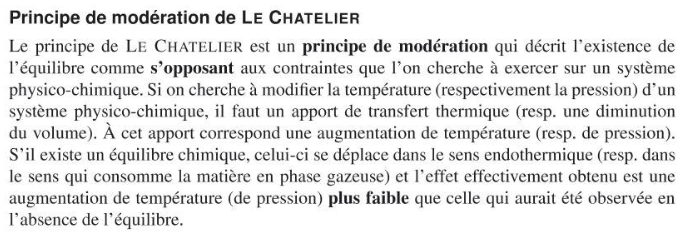 Principe de modération de LE CHATELIER
Le principe de LE CHATELIER est un principe de modération qui décrit l'existence de
l'équilibre comme s'opposant aux contraintes que l'on cherche à exercer sur un système
physico-chimique. Si on cherche à modifier la température (respectivement la pression) d'un
système physico-chimique, il faut un apport de transfert thermique (resp. une diminution
du volume). À cet apport correspond une augmentation de température (resp. de pression).
S'il existe un équilibre chimique, celui-ci se déplace dans le sens endothermique (resp. dans
le sens qui consomme la matière en phase gazeuse) et l'effet effectivement obtenu est une
augmentation de température (de pression) plus faible que celle qui aurait été observée en
l'absence de l'équilibre.